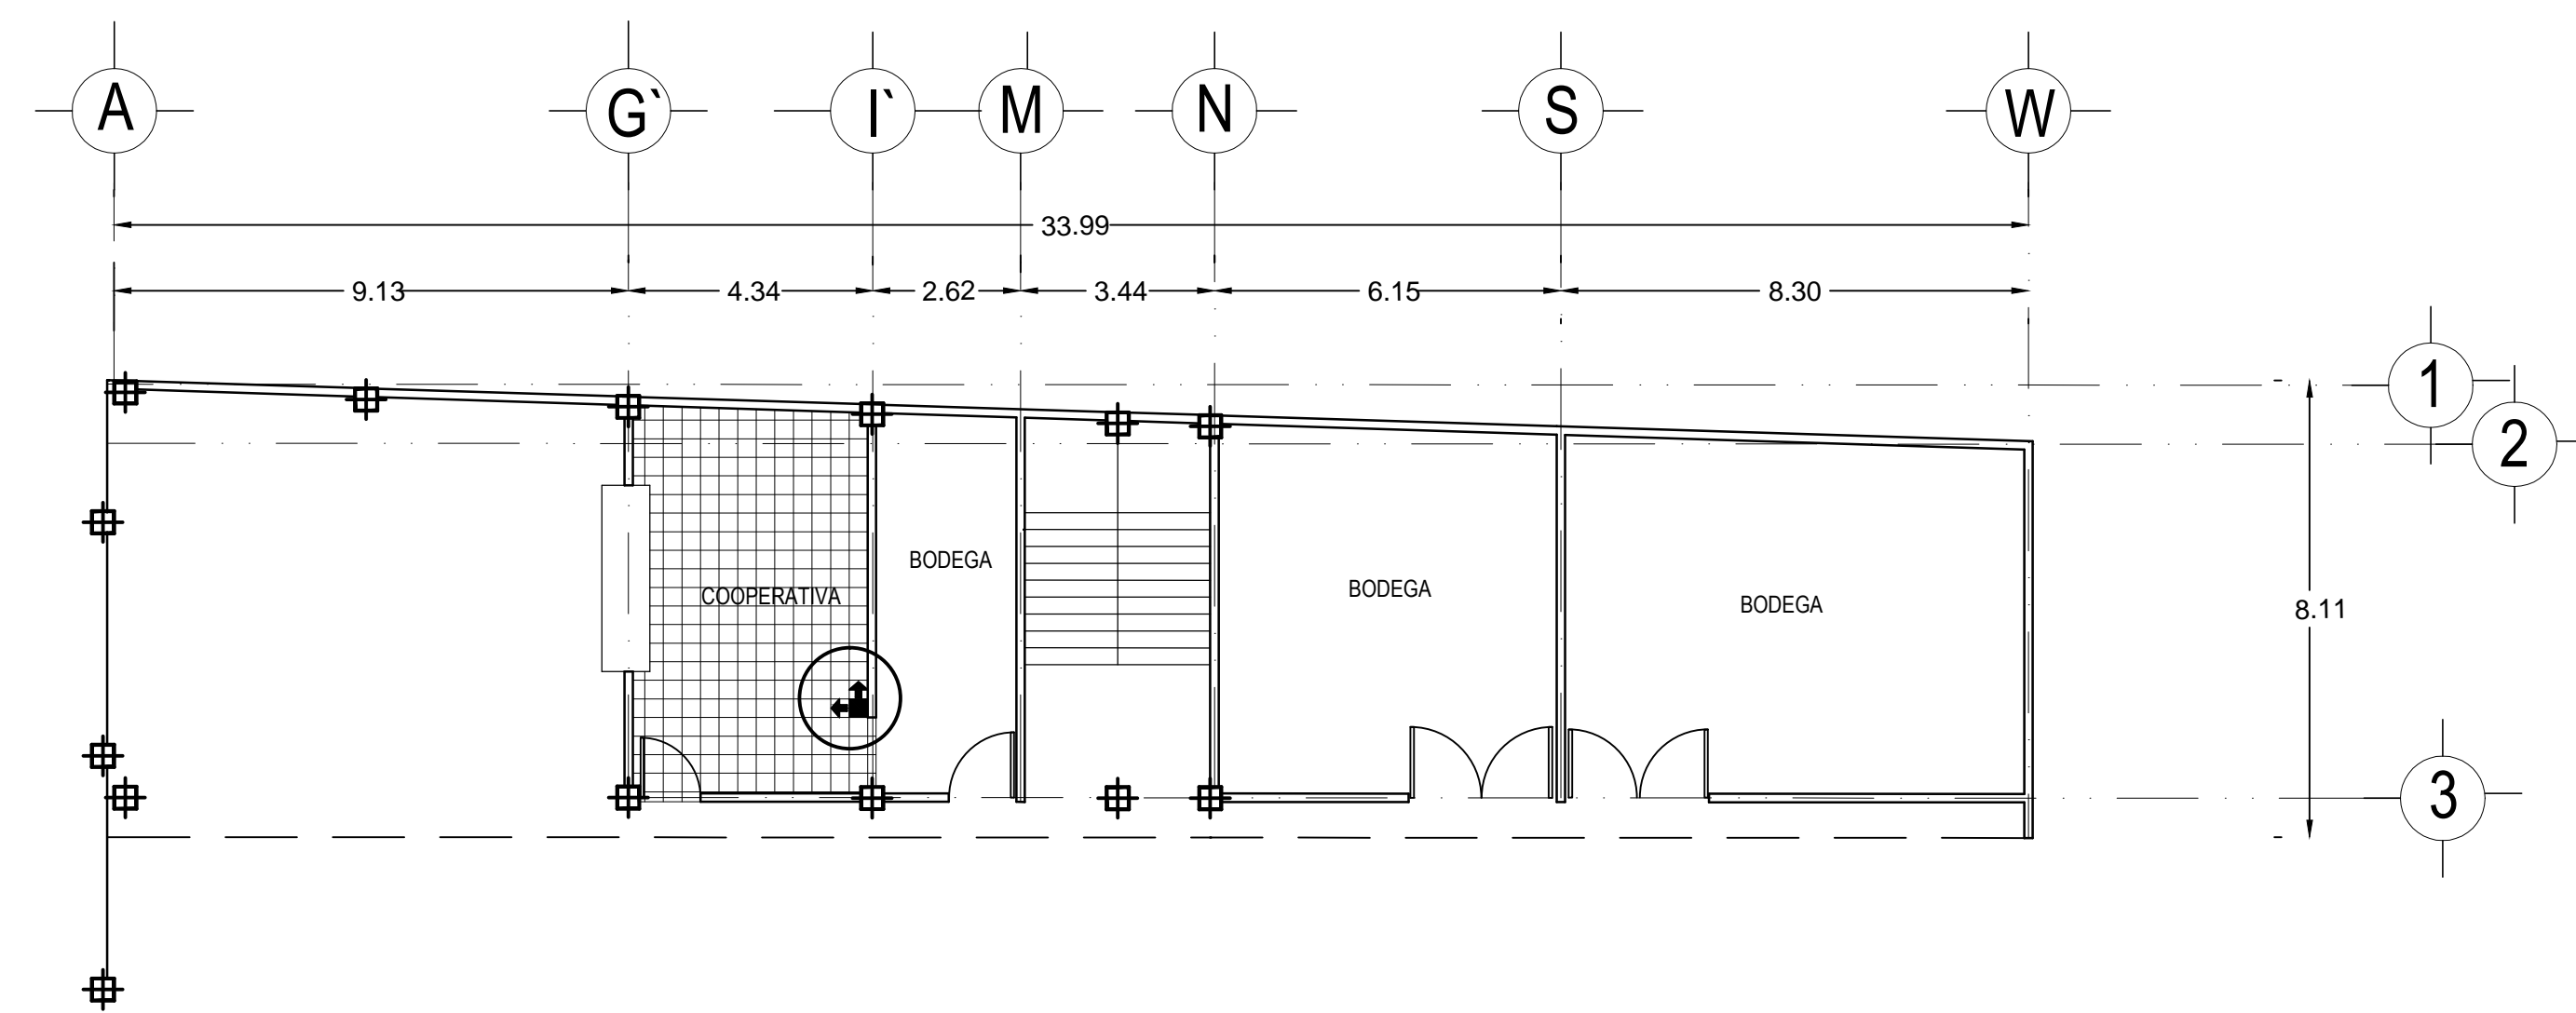 A G` I` M N S W
33.99
9.13 4.34 2.62 3.44 6.15 8.30
1
2
BODEGA
BODEGA
COOPERATIVA
BODEGA
8.11
3